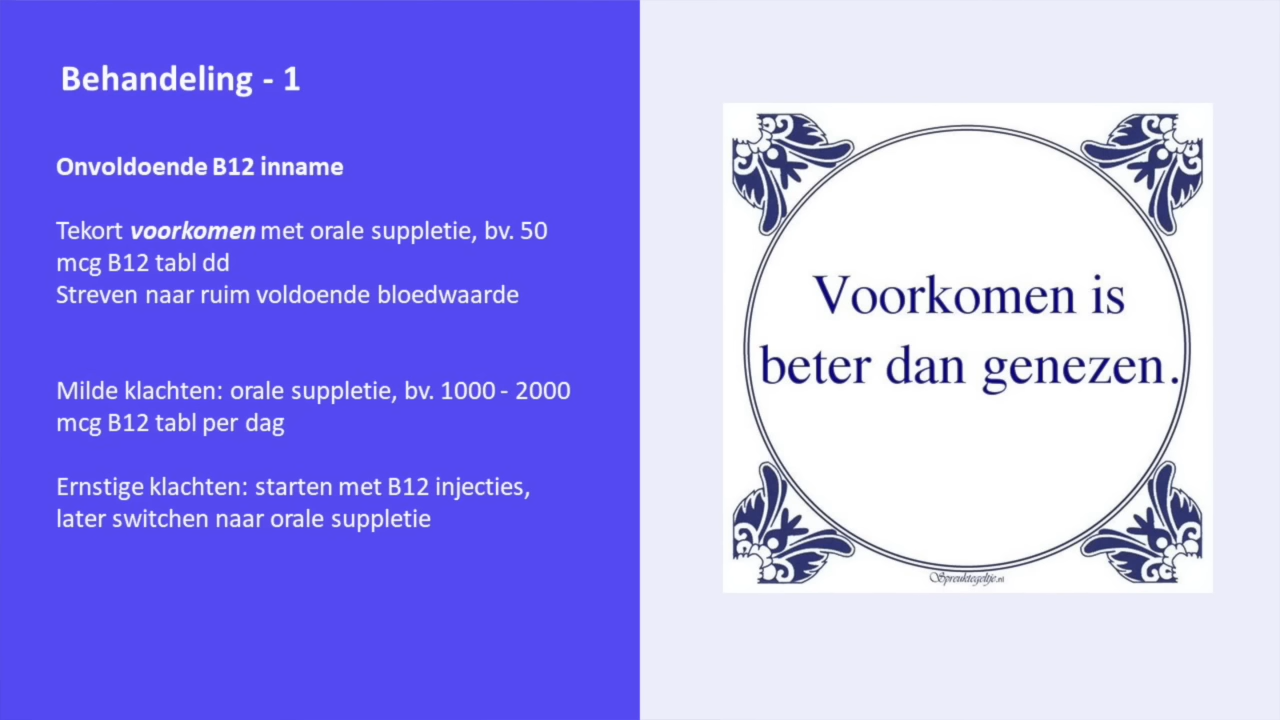 Behandeling - 1
Onvoldoende B12 inname
Tekort voorkomen met orale suppletie, bv. 50
mcg B12 tabl dd
Streven naar ruim voldoende bloedwaarde
Milde klachten: orale suppletie, bv. 1000 - 2000
mcg B12 tabl per dag
Ernstige klachten: starten met B12 injecties,
later switchen naar orale suppletie
Voorkomen is
beter dan genezen.
Spreuktegeltje.nl